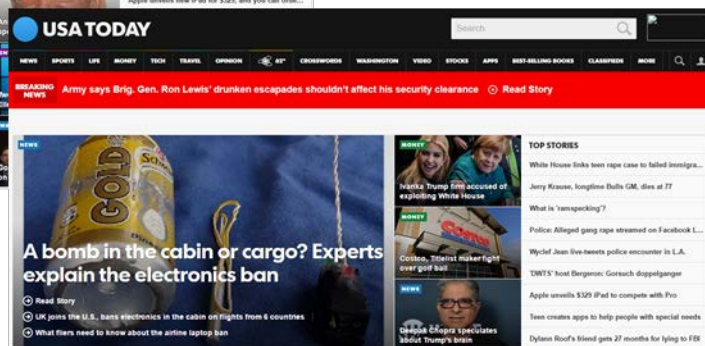 Apple unveils new iPad for $329, and you can order...
USA TODAY
Search
NEWS SPORTS LIFE MONEY TECH TRAVEL OPINION 62° CROSSWORDS WASHINGTON VIDEO STOCKS APPS BEST-SELLING BOOKS CLASSIFIEDS MORE
BREAKING NEWS
Army says Brig. Gen. Ron Lewis' drunken escapades shouldn't affect his security clearance Read Story
NEWS
GOLD
Schw
A bomb in the cabin or cargo? Experts
explain the electronics ban
Read Story
UK joins the U.S., bans electronics in the cabin on flights from 6 countries
What fliers need to know about the airline laptop ban
MONEY
Ivanka Trump firm accused of
exploiting White House
MONEY
COSTCO
Costco, Titlelist maker fight
over golf ball
NEWS
Deepak Chopra speculates
about Trump's brain
TOP STORIES
White House links teen rape case to failed immigra...
Jerry Krause, longtime Bulls GM, dies at 77
What is 'ramspecking'?
Police: Alleged gang rape streamed on Facebook L...
Wyclef Jean live-tweets police encounter in L.A.
'DWTS' host Bergeron: Gorsuch doppelganger
Apple unveils $329 iPad to compete with Pro
Teen creates apps to help people with special needs
Dylann Roof's friend gets 27 months for lying to FBI